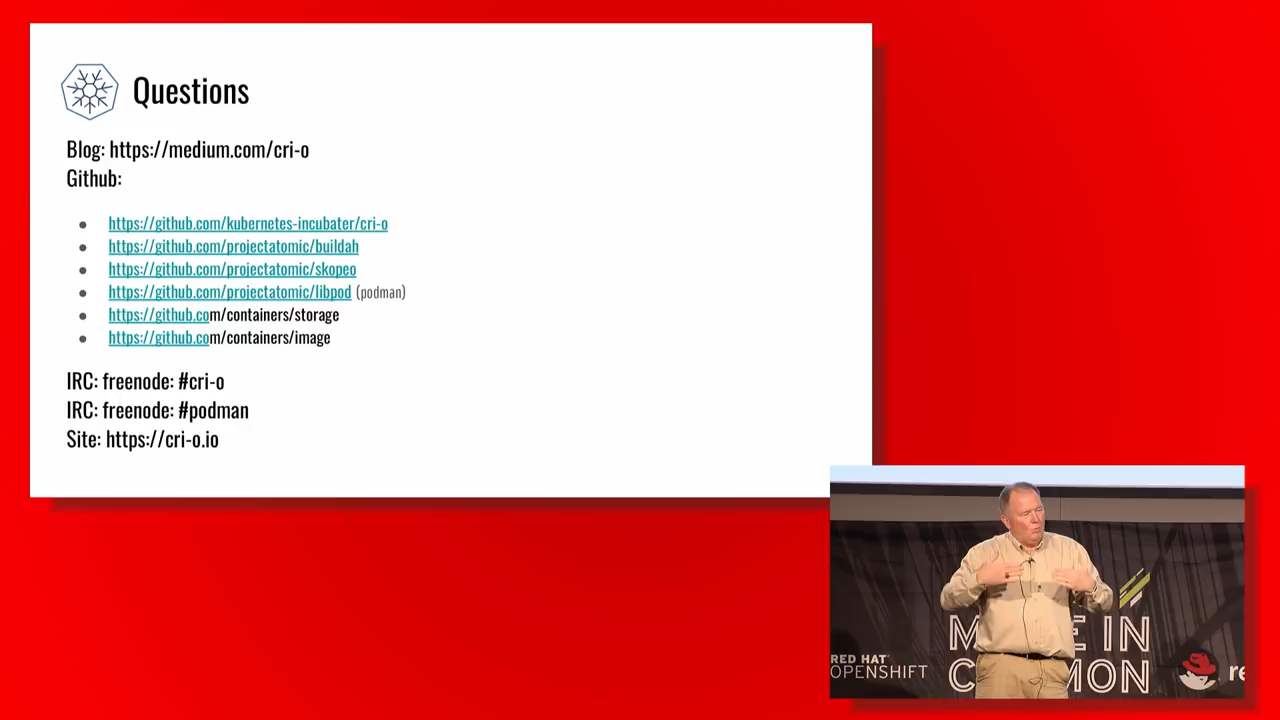 Questions
Blog: https://medium.com/cri-o
Github:
https://github.com/kubernetes-incubater/cri-o
https://github.com/projectatomic/buildah
https://github.com/projectatomic/skopeo
https://github.com/projectatomic/libpod (podman)
https://github.com/containers/storage
https://github.com/containers/image
IRC: freenode: #cri-o
IRC: freenode: #podman
Site: https://cri-o.io
RED HAT
OPENSHIFT
IN